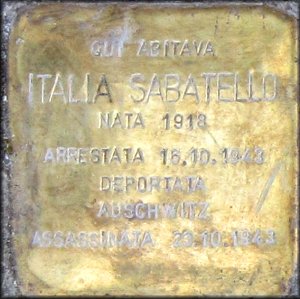 QUI ABITAVA
ITALIA SABATELLO
NATA 1918
ARRESTATA 16.10.1943
DEPORTATA
AUSCHWITZ
ASSASSINATA 23.10.1943